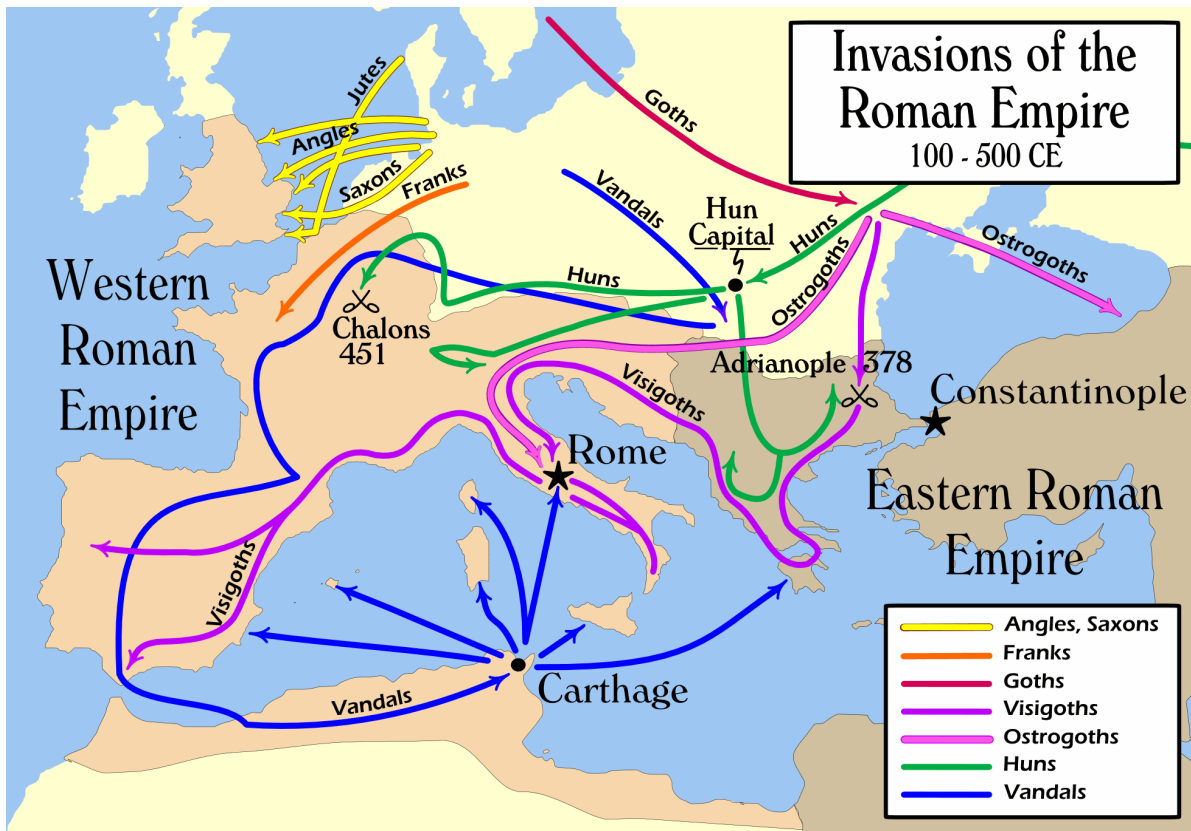 Invasions of the
Roman Empire
100 - 500 CE
Jutes
Angles
Saxons
Franks
Goths
Vandals
Hun
Capital
Huns
Ostrogoths
Ostrogoths
Western
Roman
Empire
Huns
Chalons
451
Adrianople 378
Visigoths
Constantinople
Rome
Eastern Roman
Empire
Visigoths
Carthage
Vandals
Angles, Saxons
Franks
Goths
Visigoths
Ostrogoths
Huns
Vandals